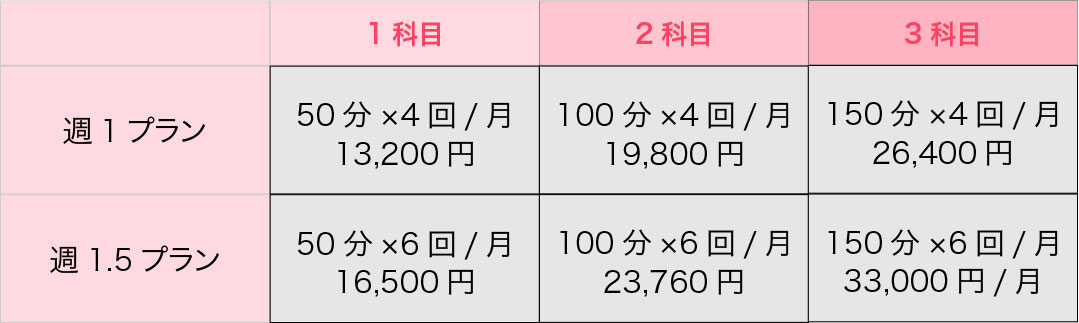 1 科目
2 科目
3 科目
週 1 プラン
50 分 ×4 回 / 月
13,200 円
100 分 ×4 回 / 月
19,800 円
150 分 ×4 回 / 月
26,400 円
週 1.5 プラン
50 分 ×6 回 / 月
16,500 円
100 分 ×6 回 / 月
23,760 円
150 分 ×6 回 / 月
33,000 円 / 月